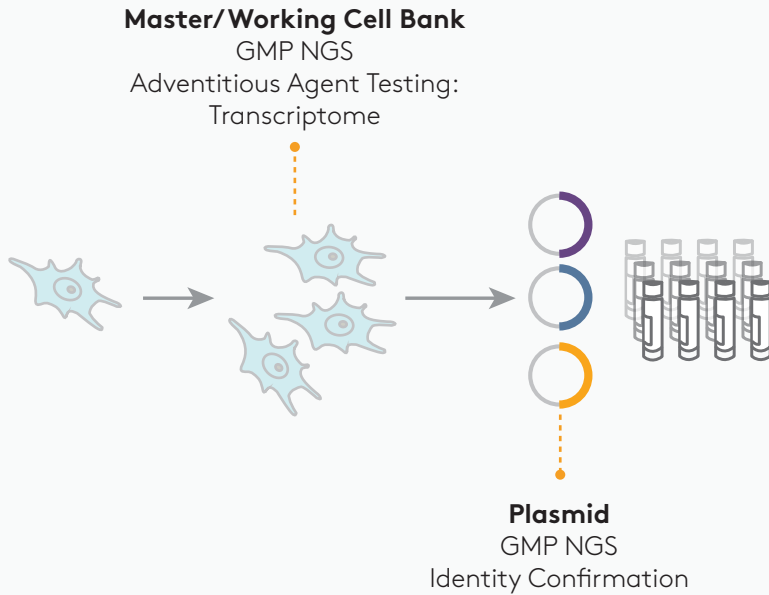 Master/Working Cell Bank
GMP NGS
Adventitious Agent Testing:
Transcriptome
Plasmid
GMP NGS
Identity Confirmation